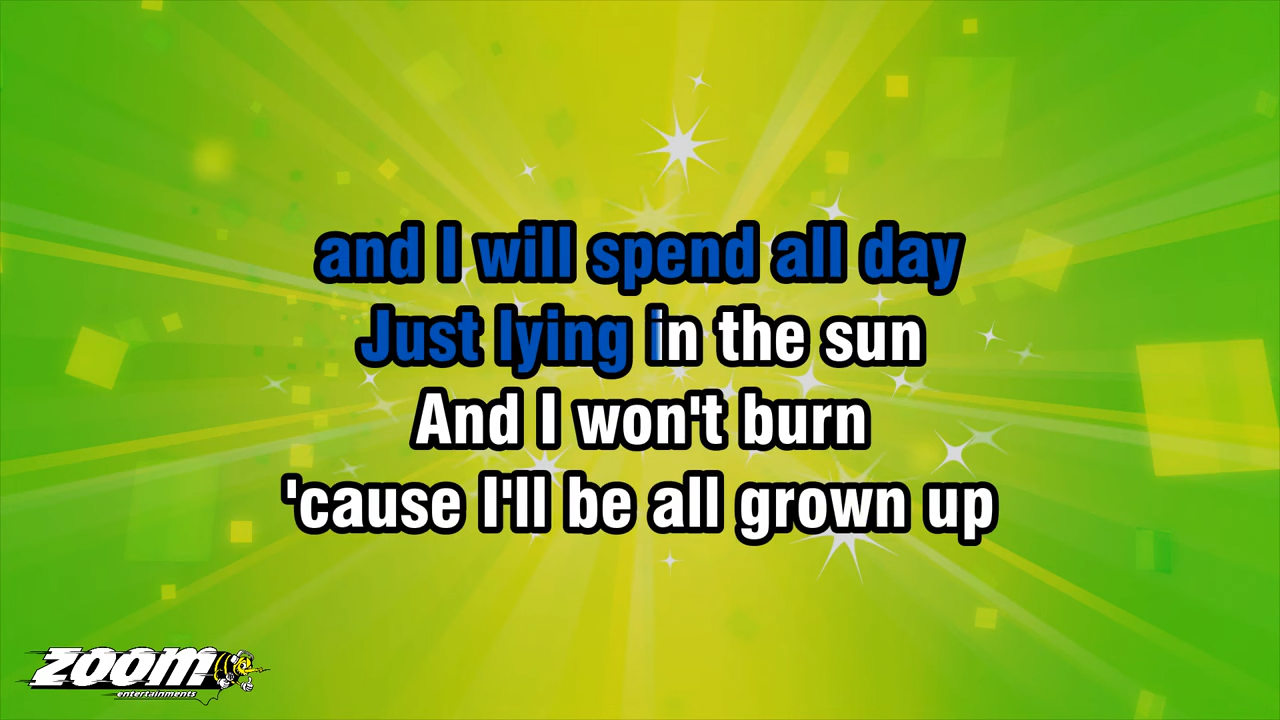 and I will spend all day
Just lying in the sun
And I won't burn
'cause I'll be all grown up
ZOOM
entertainments